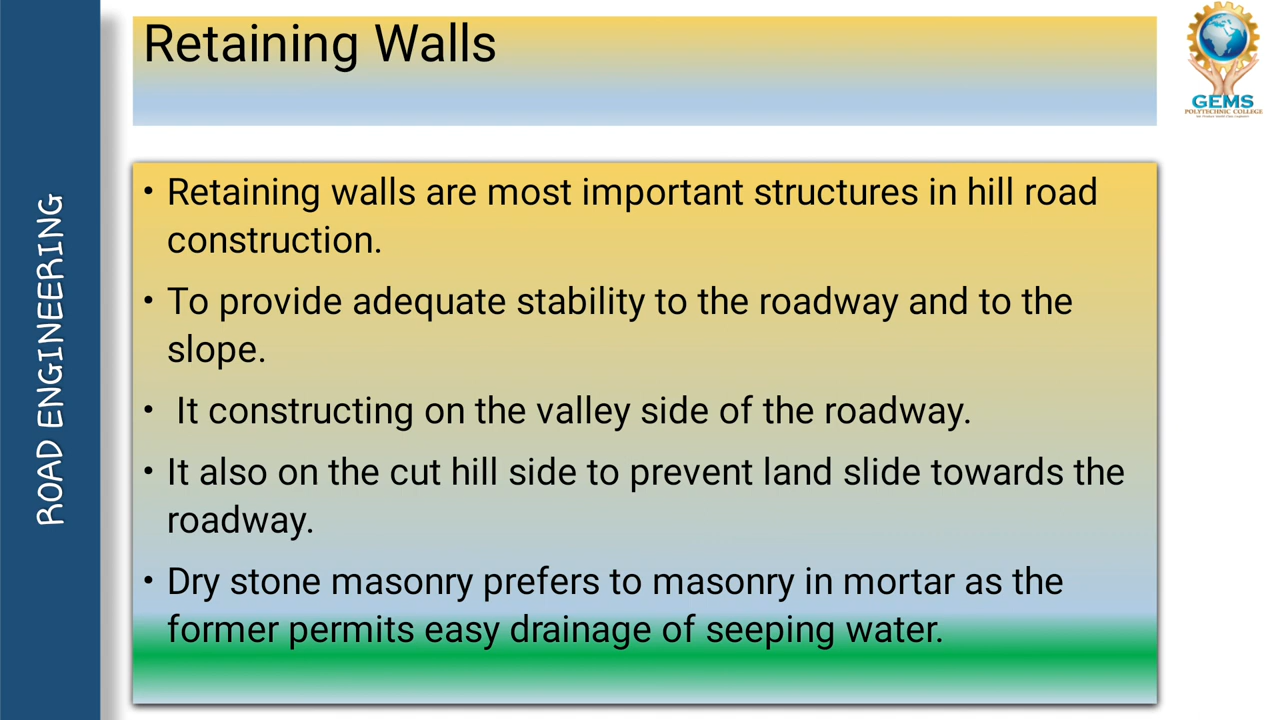 Retaining Walls
GEMS
POLYTECHNIC COLLEGE
ROAD ENGINEERING
• Retaining walls are most important structures in hill road
construction.
• To provide adequate stability to the roadway and to the
slope.
• It constructing on the valley side of the roadway.
• It also on the cut hill side to prevent land slide towards the
roadway.
• Dry stone masonry prefers to masonry in mortar as the
former permits easy drainage of seeping water.